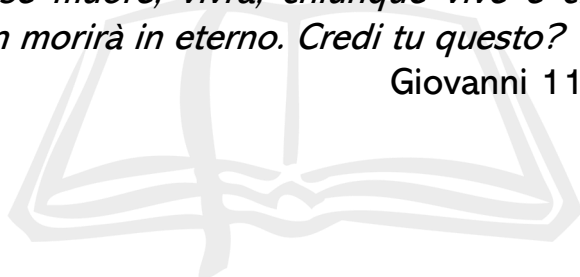 se muore, vivrà, chiunque vive e
n morirà in eterno. Credi tu questo?
Giovanni 11